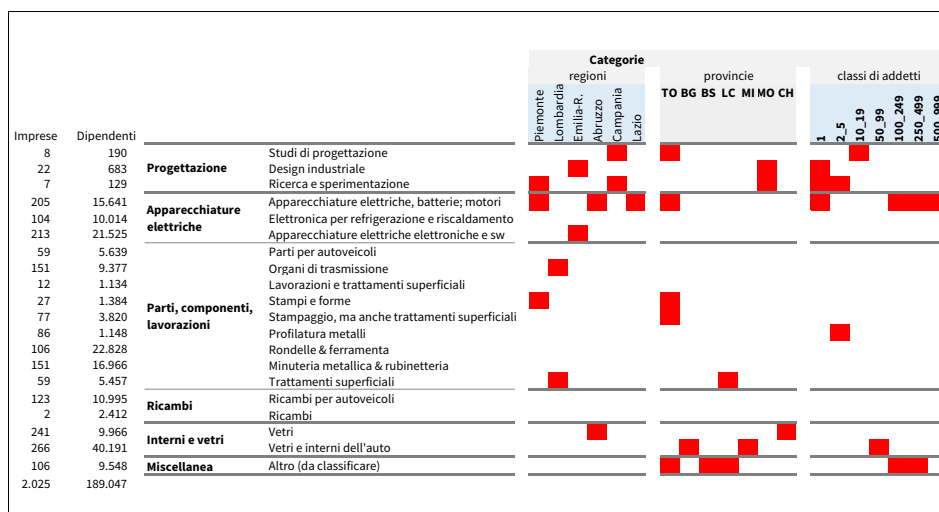 Categorie
regioni provincie classi di addetti
Piemonte Lombardia Emilia-R. Abruzzo Campania Lazio TO BG BS LC MI MO CH 1 2_5 10_19 50_99 100_249 250_499 500_999
Imprese Dipendenti
8 190 Studi di progettazione
22 683 Progettazione Design industriale
7 129 Ricerca e sperimentazione
205 15.641 Apparecchiature elettriche, batterie; motori
104 10.014 Apparecchiature elettriche Elettronica per refrigerazione e riscaldamento
213 21.525 Apparecchiature elettriche elettroniche e sw
59 5.639 Parti per autoveicoli
151 9.377 Organi di trasmissione
12 1.134 Lavorazioni e trattamenti superficiali
27 1.384 Parti, componenti, lavorazioni Stampi e forme
77 3.820 Stampaggio, ma anche trattamenti superficiali
86 1.148 Profilatura metalli
106 22.828 Rondelle & ferramenta
151 16.966 Minuteria metallica & rubinetteria
59 5.457 Trattamenti superficiali
123 10.995 Ricambi Ricambi per autoveicoli
2 2.412 Ricambi
241 9.966 Interni e vetri Vetri
266 40.191 Vetri e interni dell'auto
106 9.548 Miscellanea Altro (da classificare)
2.025 189.047